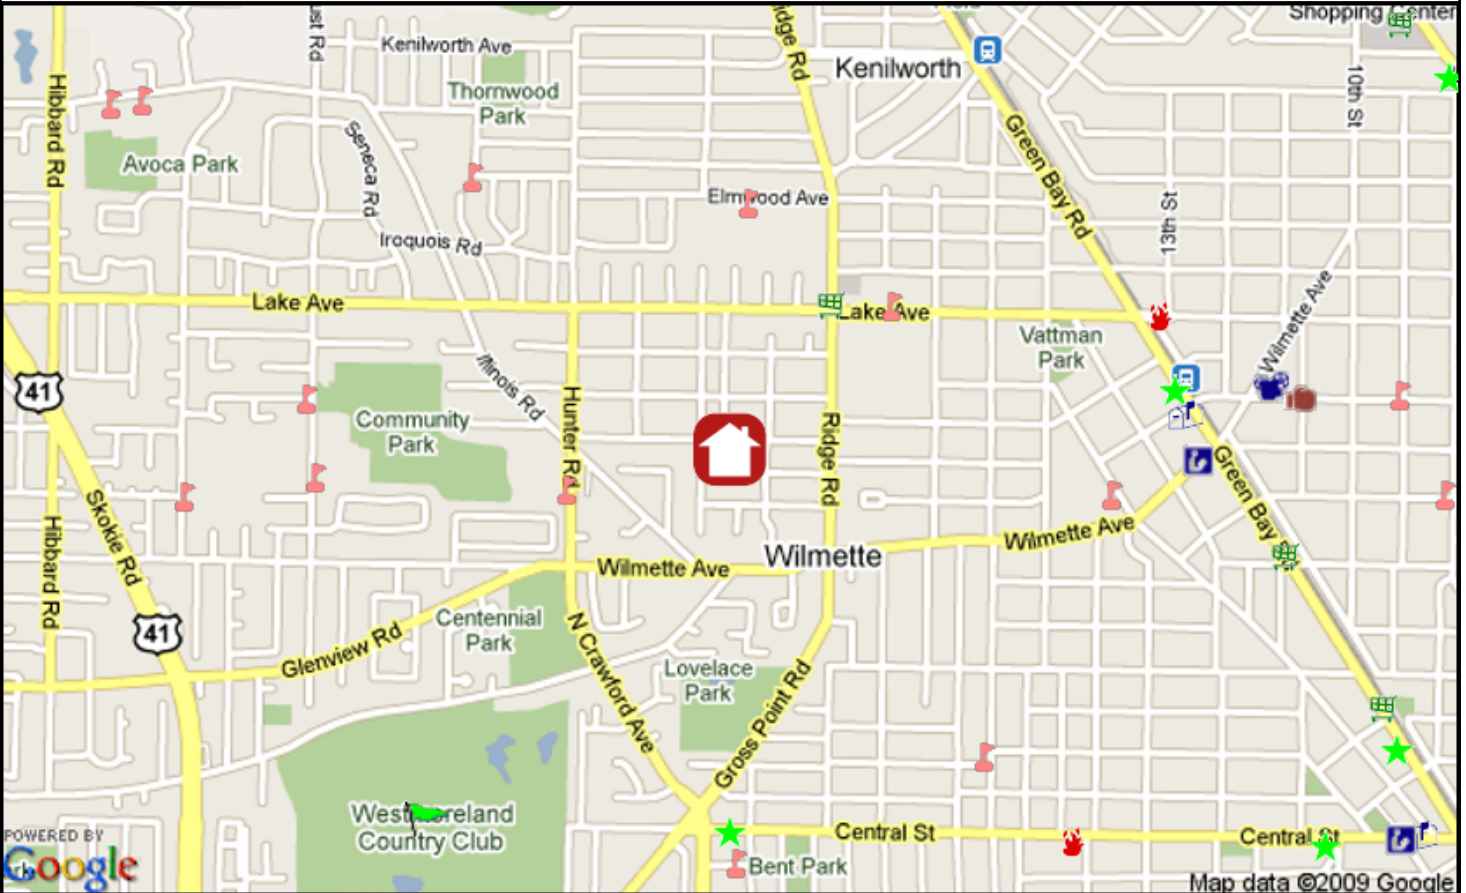 Shopping Center
ust Rd
Kenilworth Ave
idge Rd
Kenilworth
Hibbard Rd
Thornwood
Park
10th St
Green Bay Rd
Seneca Rd
Avoca Park
Elmwood Ave
13th St
Iroquois Rd
Lake Ave
Lake Ave
Wilmette Ave
Vattman
Park
Illinois Rd
41
Hunter Rd
Community
Park
Ridge Rd
Green Bay
Skokie Rd
Hibbard Rd
Wilmette Ave
Wilmette
Wilmette Ave
41
Centennial
Park
Glenview Rd
N Crawford Ave
Lovelace
Park
Gross Point Rd
Westmoreland
Country Club
Central St
Central St
POWERED BY
Google
Bent Park
Map data ©2009 Google